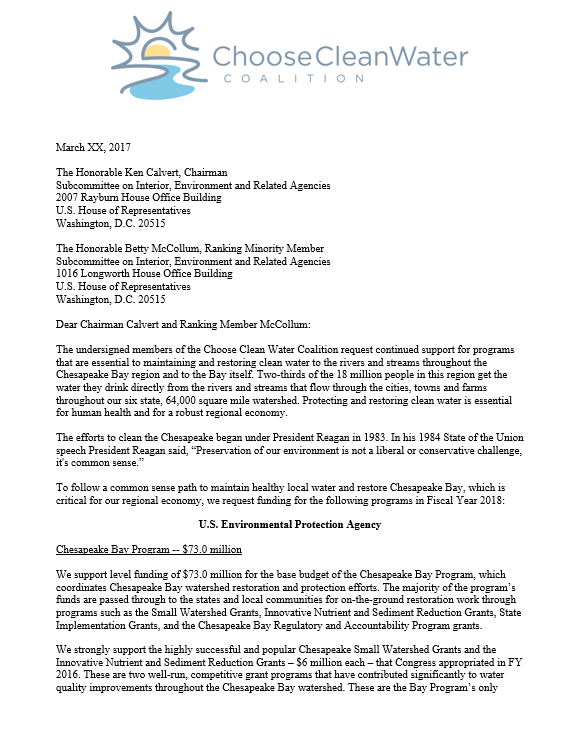 ChooseCleanWater
COALITION
March XX, 2017
The Honorable Ken Calvert, Chairman
Subcommittee on Interior, Environment and Related Agencies
2007 Rayburn House Office Building
U.S. House of Representatives
Washington, D.C. 20515
The Honorable Betty McCollum, Ranking Minority Member
Subcommittee on Interior, Environment and Related Agencies
1016 Longworth House Office Building
U.S. House of Representatives
Washington, D.C. 20515
Dear Chairman Calvert and Ranking Member McCollum:
The undersigned members of the Choose Clean Water Coalition request continued support for programs
that are essential to maintaining and restoring clean water to the rivers and streams throughout the
Chesapeake Bay region and to the Bay itself. Two-thirds of the 18 million people in this region get the
water they drink directly from the rivers and streams that flow through the cities, towns and farms
throughout our six state, 64,000 square mile watershed. Protecting and restoring clean water is essential
for human health and for a robust regional economy.
The efforts to clean the Chesapeake began under President Reagan in 1983. In his 1984 State of the Union
speech President Reagan said, “Preservation of our environment is not a liberal or conservative challenge,
it's common sense.”
To follow a common sense path to maintain healthy local water and restore Chesapeake Bay, which is
critical for our regional economy, we request funding for the following programs in Fiscal Year 2018:
U.S. Environmental Protection Agency
Chesapeake Bay Program -- $73.0 million
We support level funding of $73.0 million for the base budget of the Chesapeake Bay Program, which
coordinates Chesapeake Bay watershed restoration and protection efforts. The majority of the program’s
funds are passed through to the states and local communities for on-the-ground restoration work through
programs such as the Small Watershed Grants, Innovative Nutrient and Sediment Reduction Grants, State
Implementation Grants, and the Chesapeake Bay Regulatory and Accountability Program grants.
We strongly support the highly successful and popular Chesapeake Small Watershed Grants and the
Innovative Nutrient and Sediment Reduction Grants – $6 million each – that Congress appropriated in FY
2016. These are two well-run, competitive grant programs that have contributed significantly to water
quality improvements throughout the Chesapeake Bay watershed. These are the Bay Program’s only